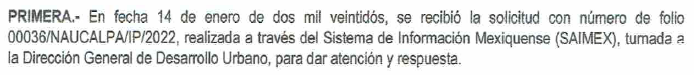 PRIMERA.- En fecha 14 de enero de dos mil veintidós, se recibió la solicitud con número de folio
00036/NAUCALPA/IP/2022, realizada a través del Sistema de Información Mexiquense (SAIMEX), turnada a
la Dirección General de Desarrollo Urbano, para dar atención y respuesta.